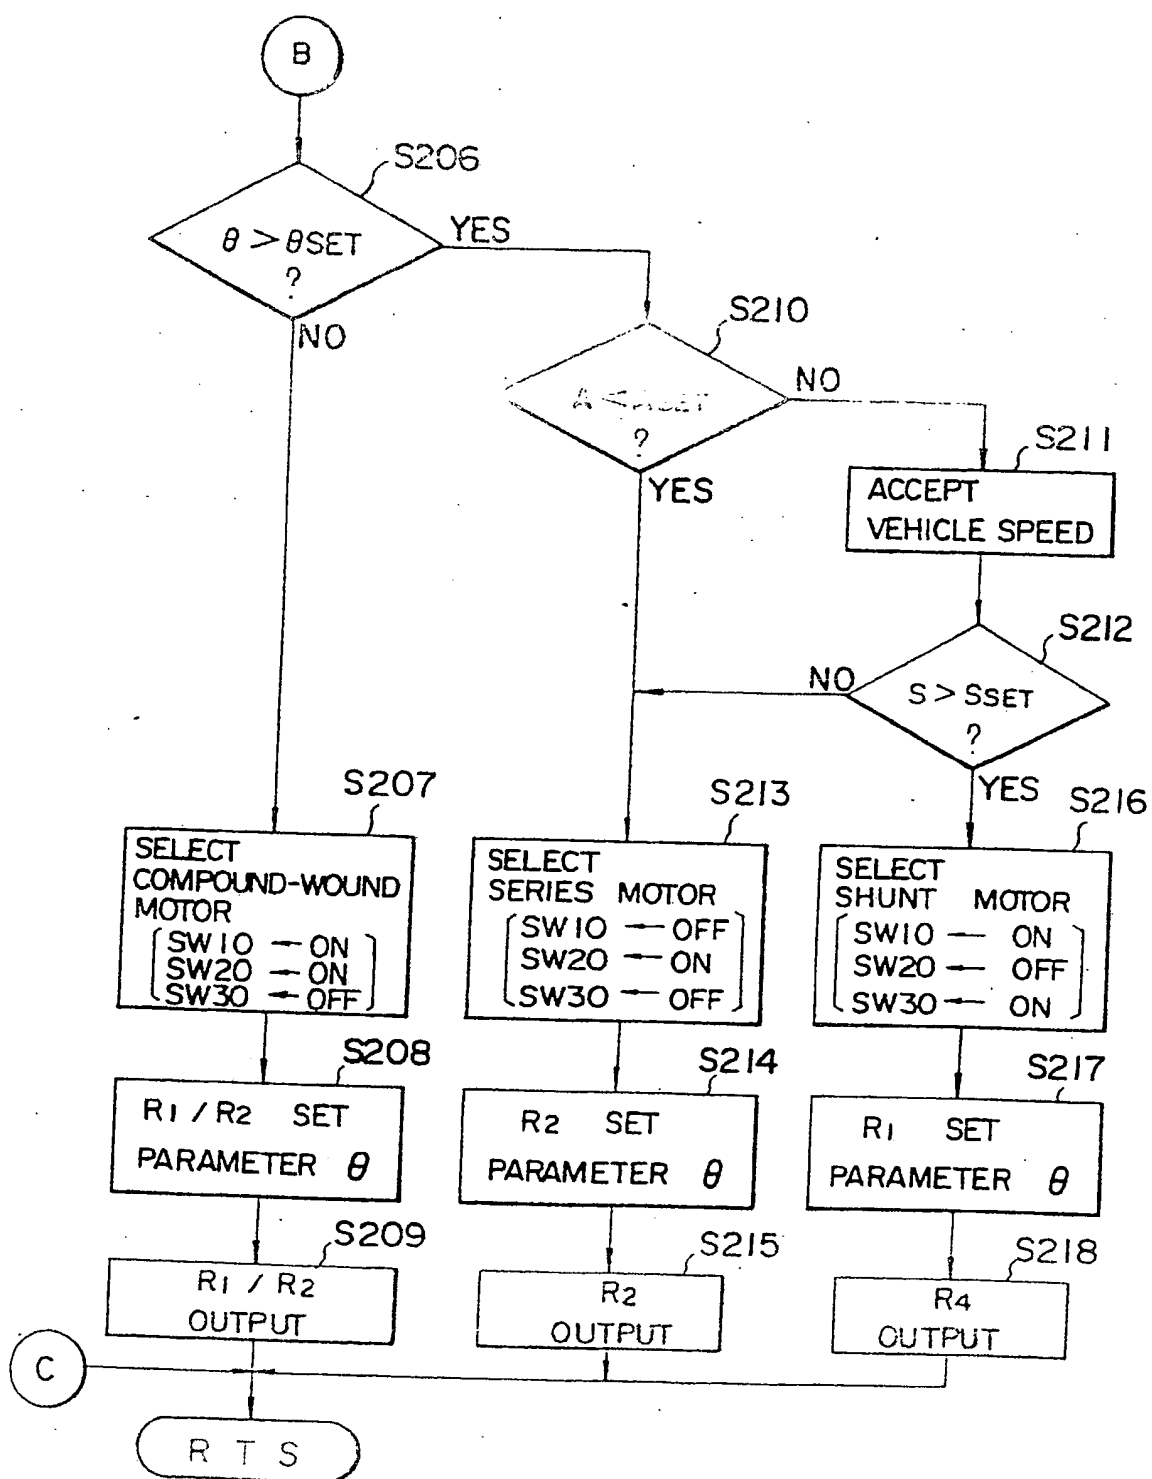 B
S206
θ > θSET
?
YES
NO
S210
A < ASET
?
NO
YES
S211
ACCEPT
VEHICLE SPEED
S212
S > SSET
?
NO
YES
S207
SELECT
COMPOUND-WOUND
MOTOR
SW10 ← ON
SW20 ← ON
SW30 ← OFF
S213
SELECT
SERIES MOTOR
SW10 ← OFF
SW20 ← ON
SW30 ← OFF
S216
SELECT
SHUNT MOTOR
SW10 ← ON
SW20 ← OFF
SW30 ← ON
S208
R1 / R2 SET
PARAMETER θ
S214
R2 SET
PARAMETER θ
S217
R1 SET
PARAMETER θ
S209
R1 / R2
OUTPUT
S215
R2
OUTPUT
S218
R4
OUTPUT
C
RTS